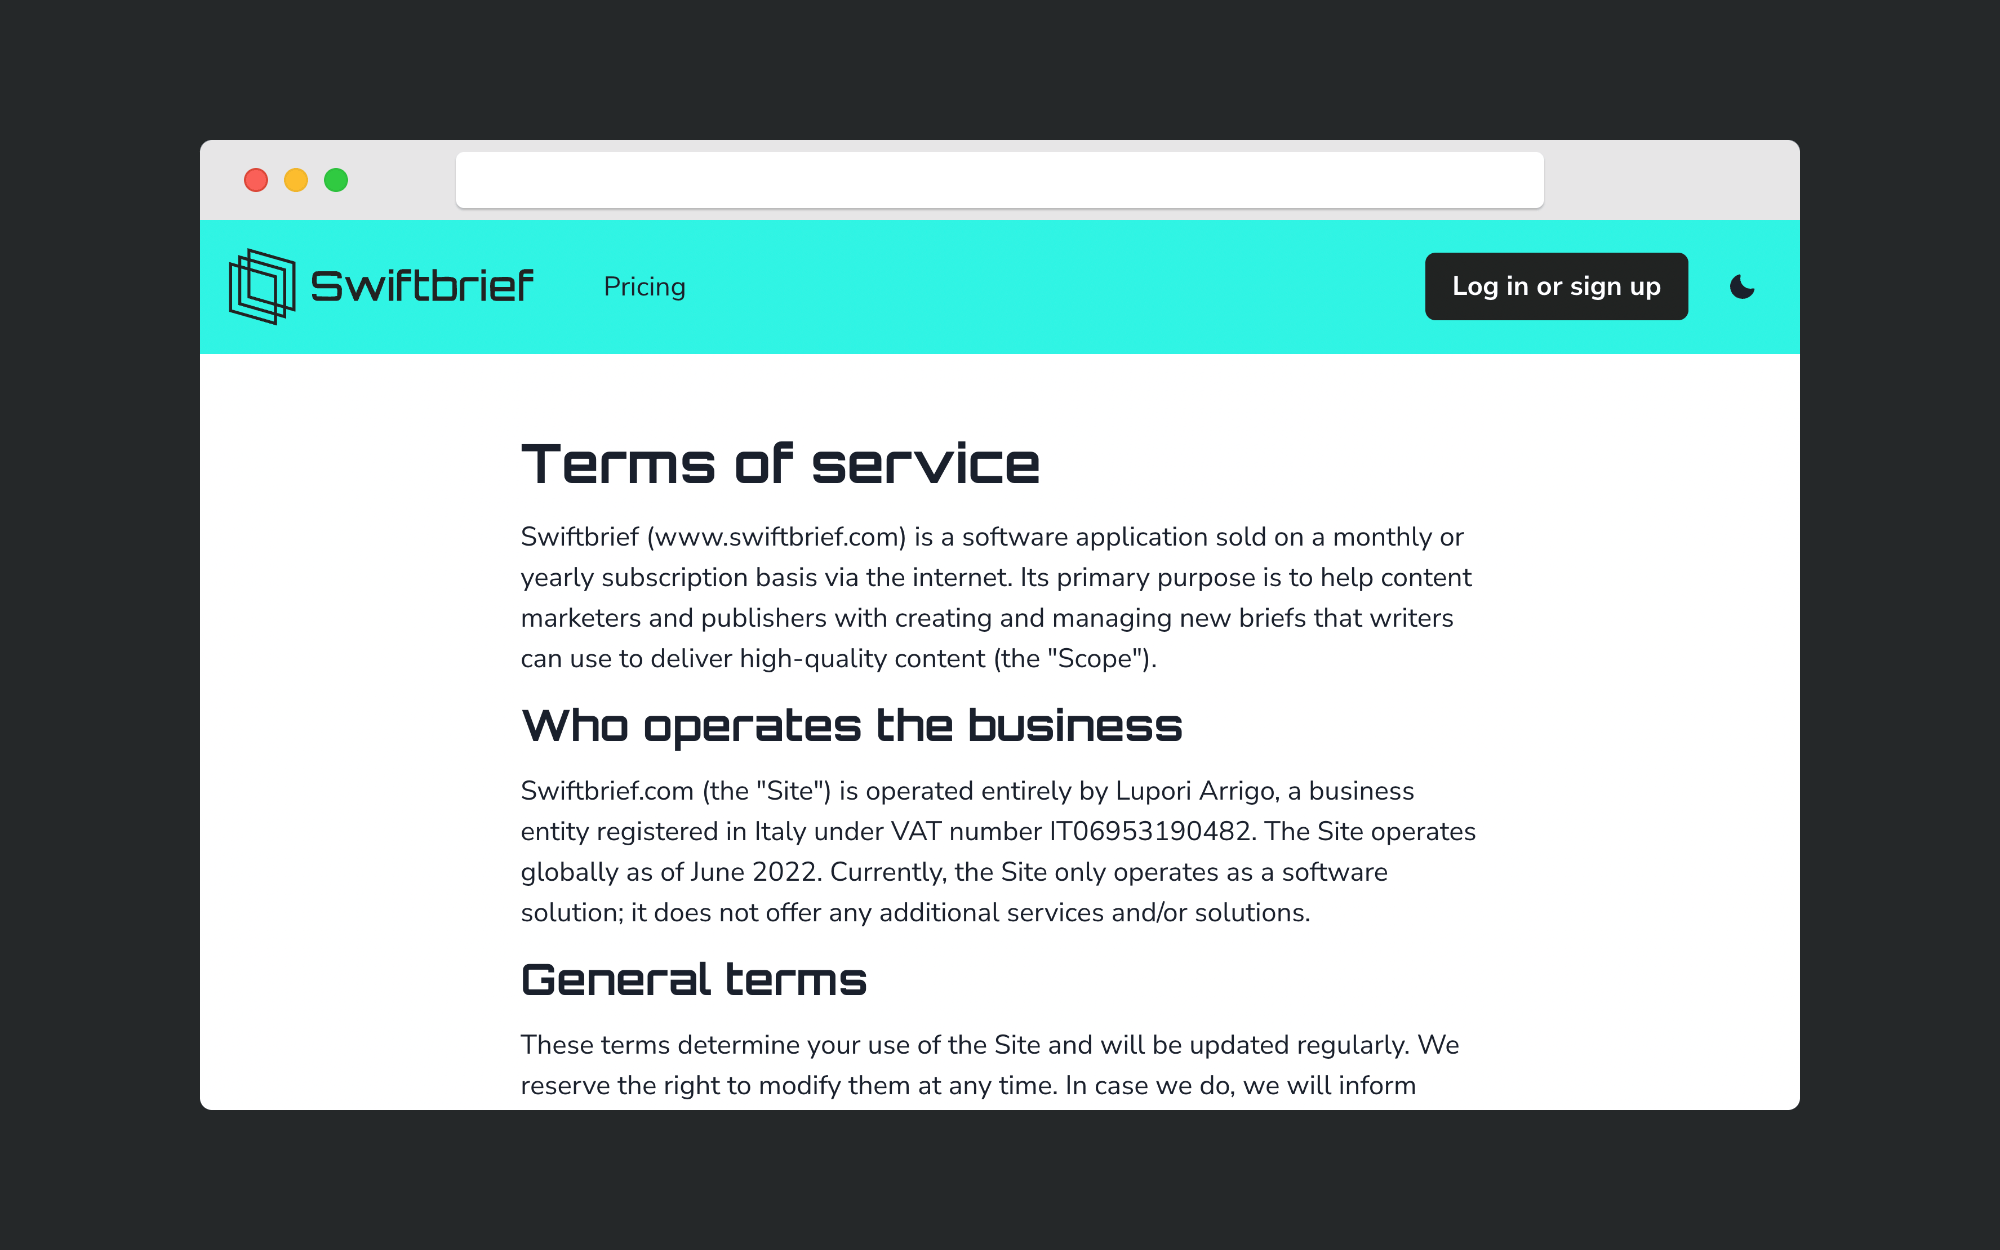 Swiftbrief
Pricing
Log in or sign up
Terms of service
Swiftbrief (www.swiftbrief.com) is a software application sold on a monthly or
yearly subscription basis via the internet. Its primary purpose is to help content
marketers and publishers with creating and managing new briefs that writers
can use to deliver high-quality content (the "Scope").
Who operates the business
Swiftbrief.com (the "Site") is operated entirely by Lupori Arrigo, a business
entity registered in Italy under VAT number IT06953190482. The Site operates
globally as of June 2022. Currently, the Site only operates as a software
solution; it does not offer any additional services and/or solutions.
General terms
These terms determine your use of the Site and will be updated regularly. We
reserve the right to modify them at any time. In case we do, we will inform